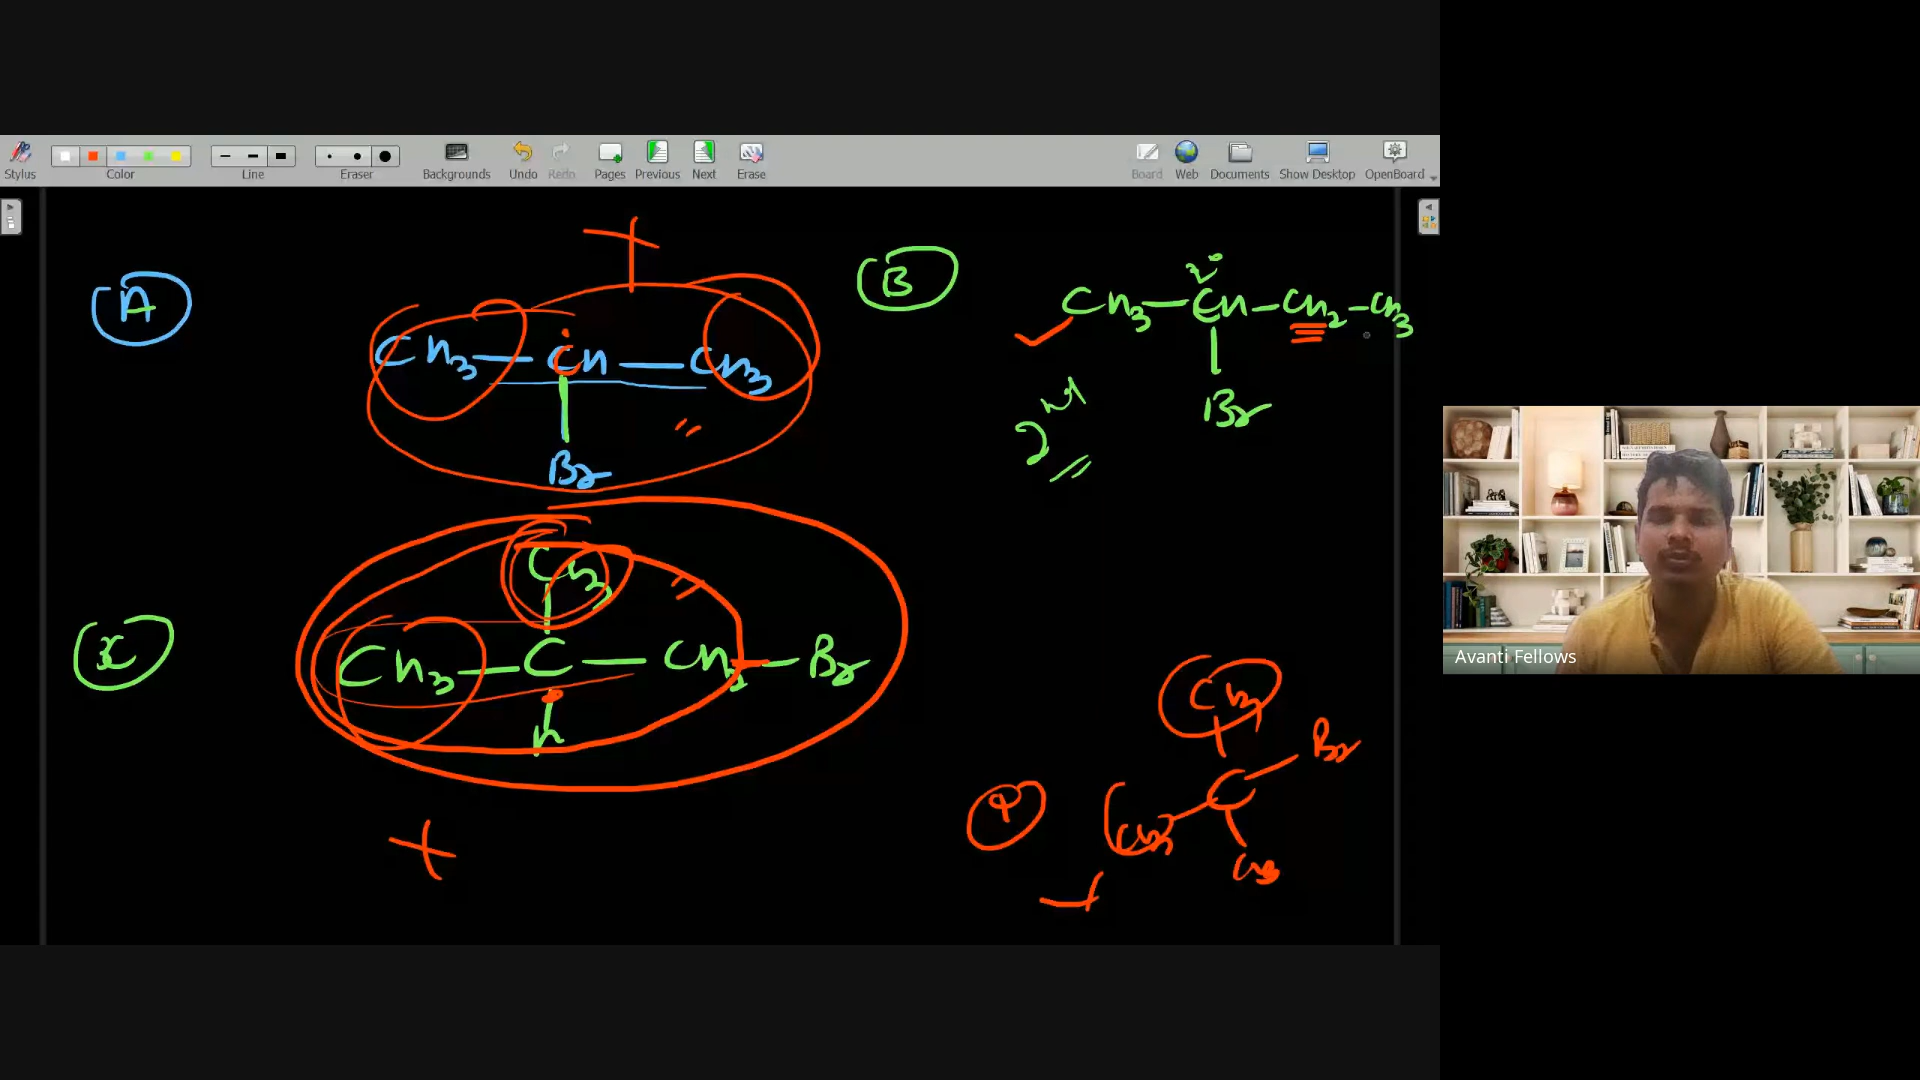 Stylus Color Line Eraser Backgrounds Undo Redo Pages Previous Next Erase Board Web Documents Show Desktop OpenBoard
A
CH3—CH—CH3
Br
B
2°
CH3—CH—CH2—CH3
Br
CH3
CH3—C—CH2—Br
H
CH3
C Br
CH3
CH3
Avanti Fellows